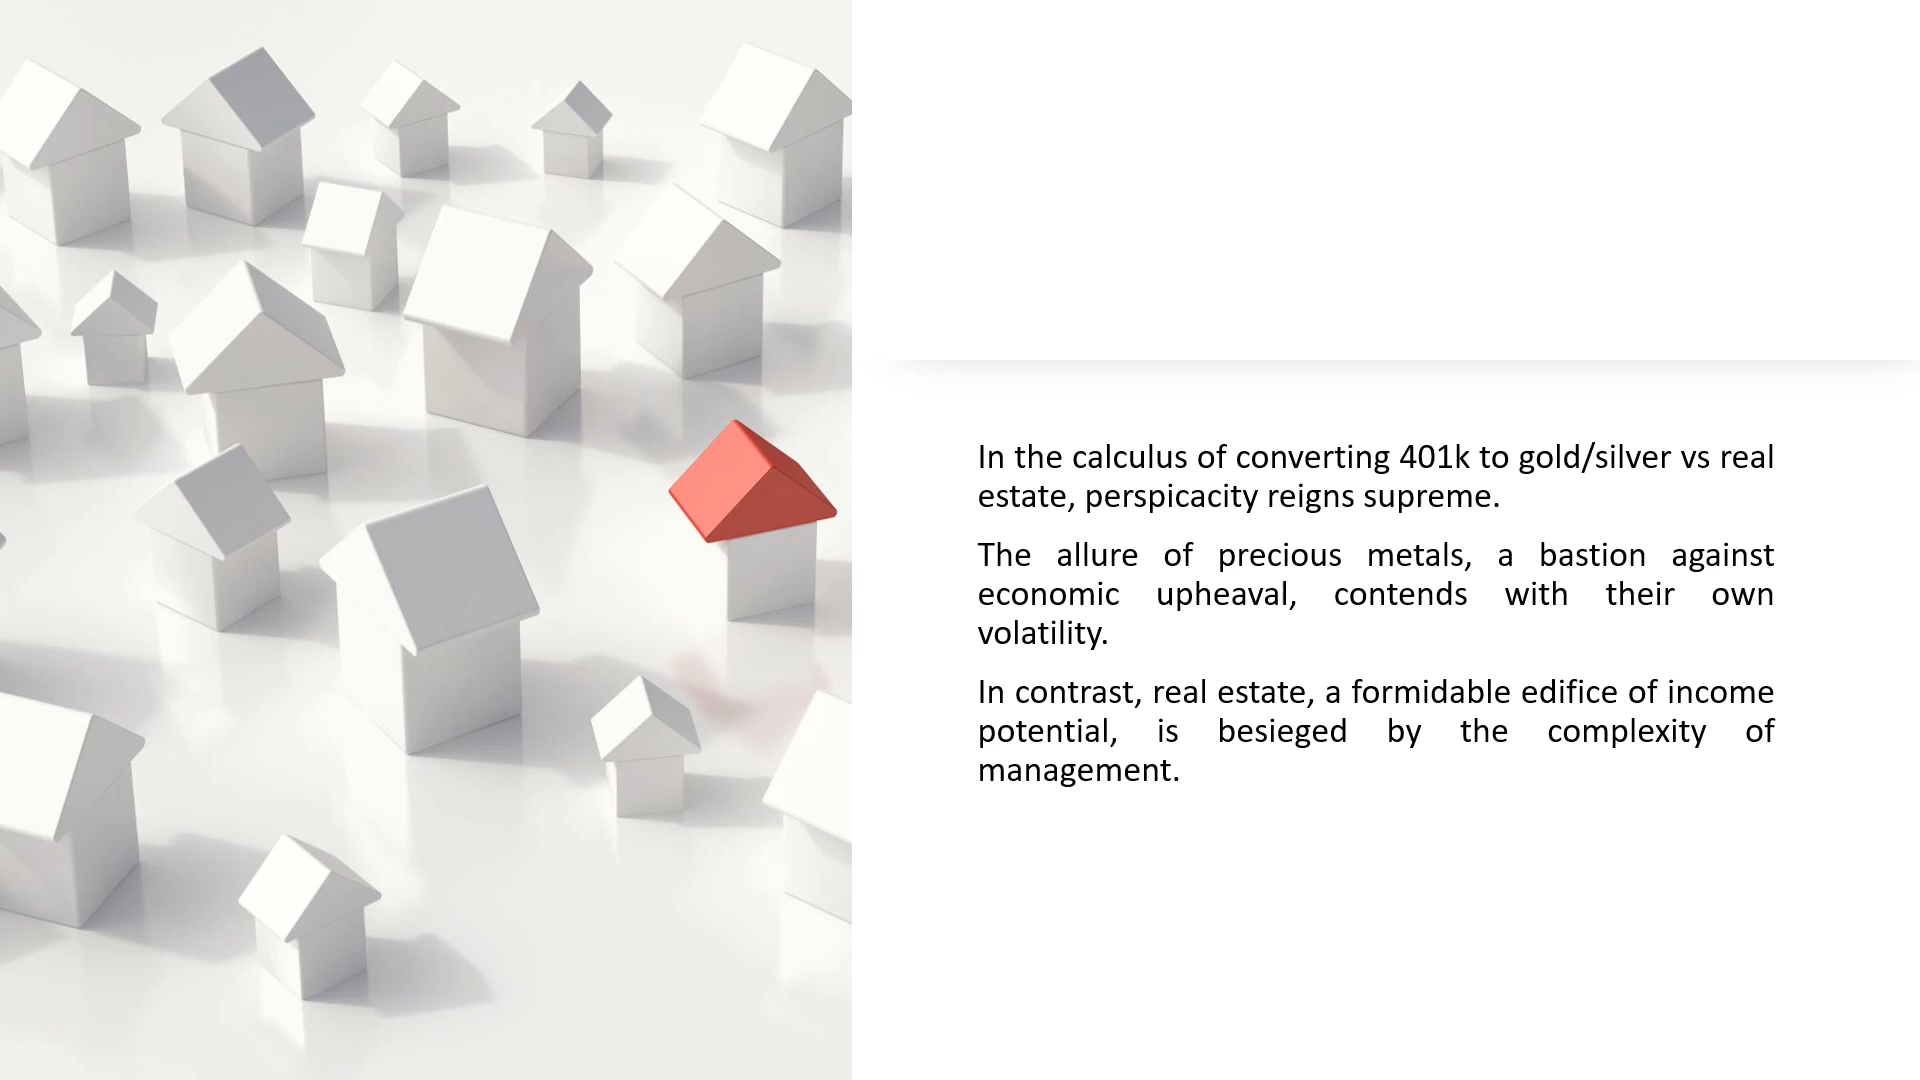 In the calculus of converting 401k to gold/silver vs real
estate, perspicacity reigns supreme.
The allure of precious metals, a bastion against
economic upheaval, contends with their own
volatility.
In contrast, real estate, a formidable edifice of income
potential, is besieged by the complexity of
management.